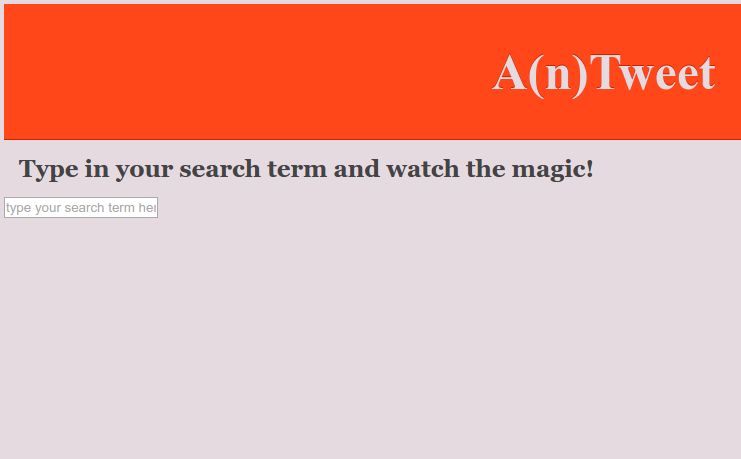 A(n)Tweet
Type in your search term and watch the magic!
type your search term her